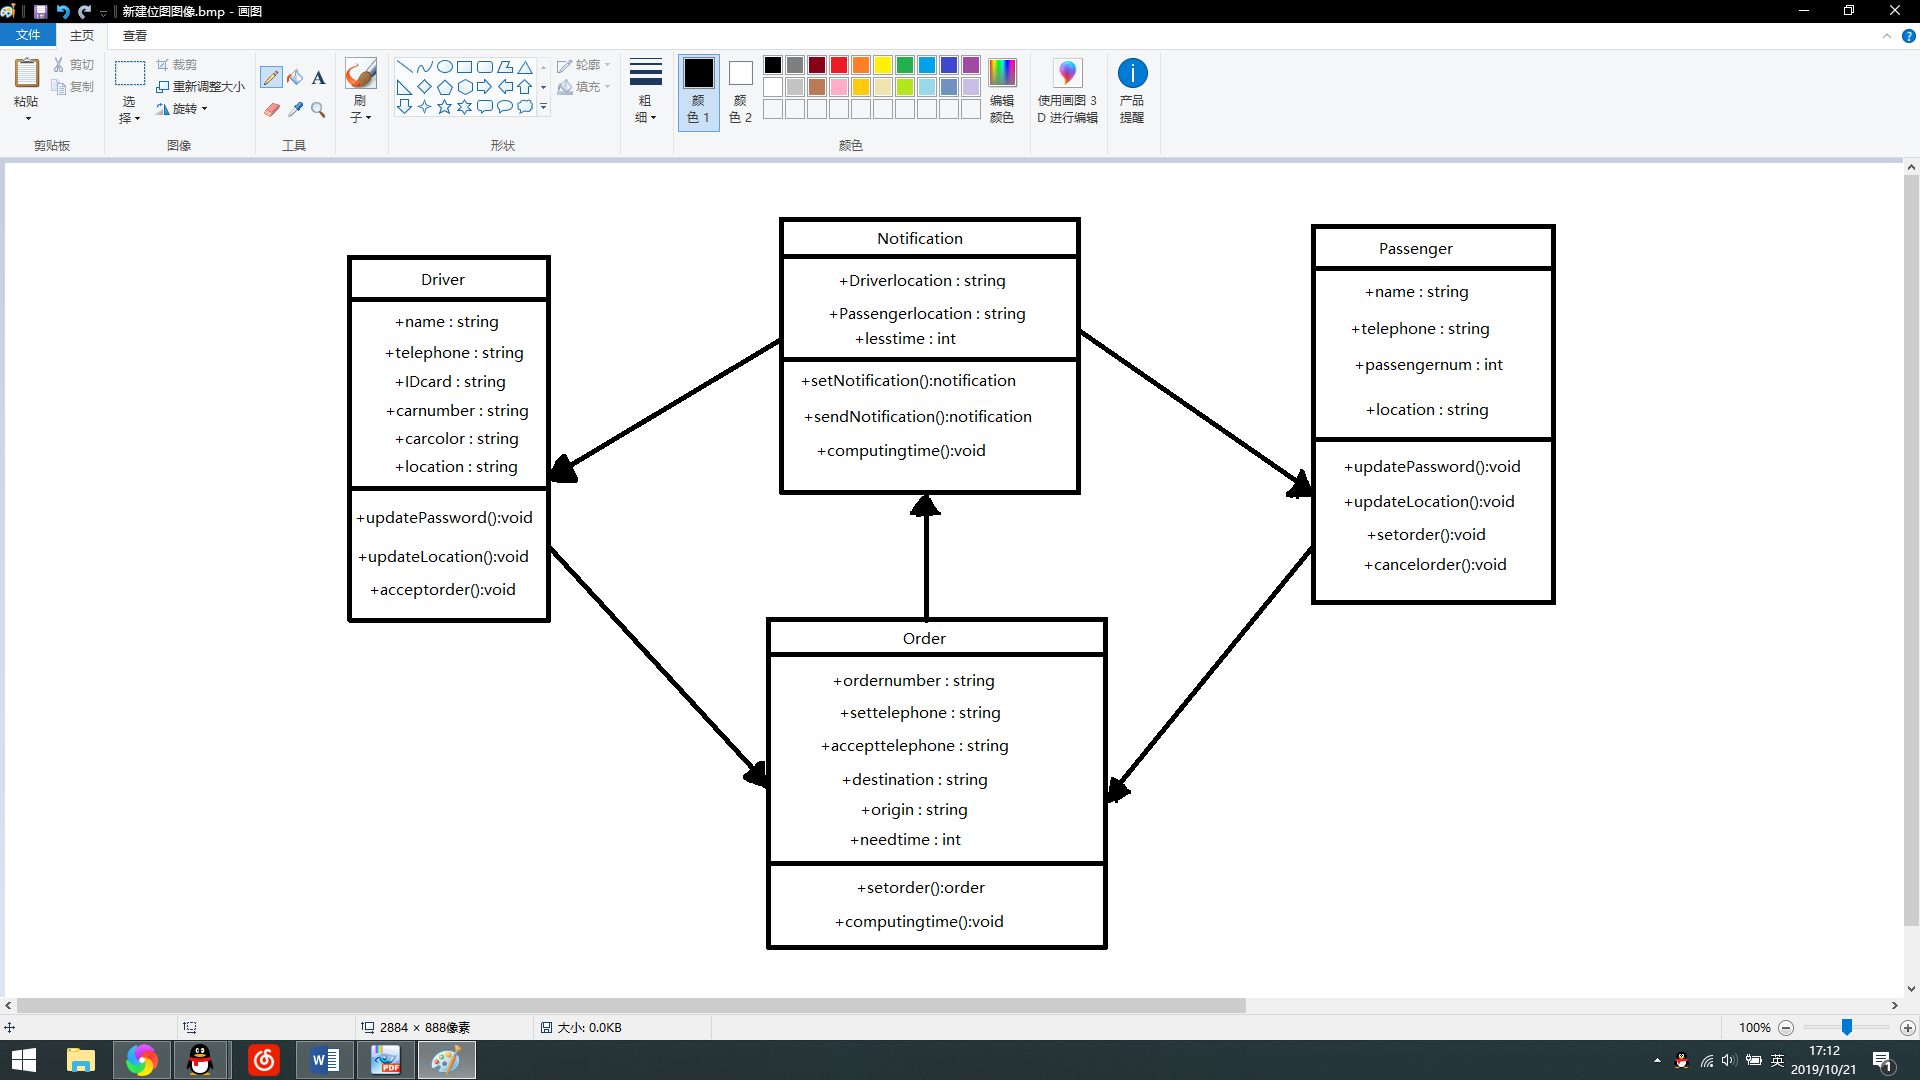 新建位图图像.bmp - 画图
文件
主页
查看
粘贴
剪切
复制
剪贴板
选
择
裁剪
重新调整大小
旋转
图像
A
工具
刷
子
形状
轮廓
填充
粗
细
颜
色 1
颜
色 2
颜色
编辑
颜色
使用画图 3
D 进行编辑
产品
提醒
Driver
+name : string
+telephone : string
+IDcard : string
+carnumber : string
+carcolor : string
+location : string
+updatePassword():void
+updateLocation():void
+acceptorder():void
Notification
+Driverlocation : string
+Passengerlocation : string
+lesstime : int
+setNotification():notification
+sendNotification():notification
+computingtime():void
Passenger
+name : string
+telephone : string
+passengernum : int
+location : string
+updatePassword():void
+updateLocation():void
+setorder():void
+cancelorder():void
Order
+ordernumber : string
+settelephone : string
+accepttelephone : string
+destination : string
+origin : string
+needtime : int
+setorder():order
+computingtime():void
2884 × 888像素
大小: 0.0KB
100%
W
PDF
英
17:12
2019/10/21
1